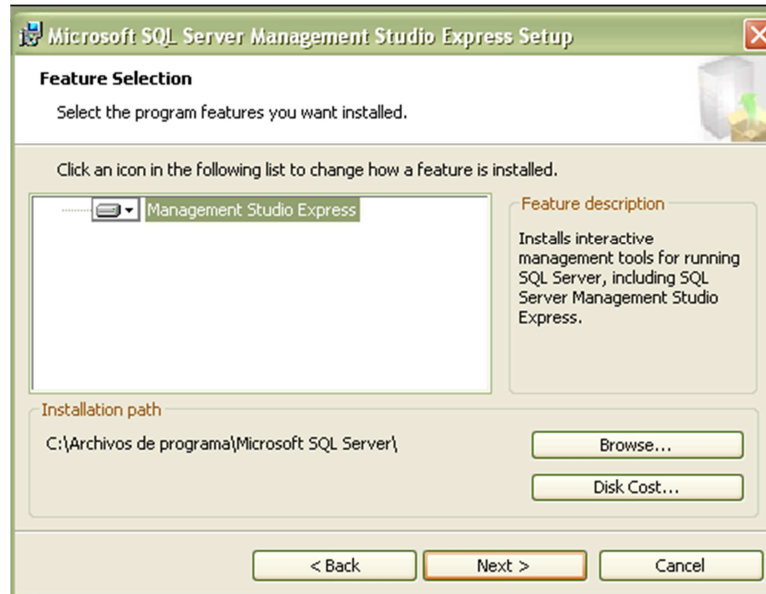 Microsoft SQL Server Management Studio Express Setup
Feature Selection
Select the program features you want installed.
Click an icon in the following list to change how a feature is installed.
Management Studio Express
Feature description
Installs interactive
management tools for running
SQL Server, including SQL
Server Management Studio
Express.
Installation path
C:\Archivos de programa\Microsoft SQL Server\
Browse...
Disk Cost...
< Back
Next >
Cancel